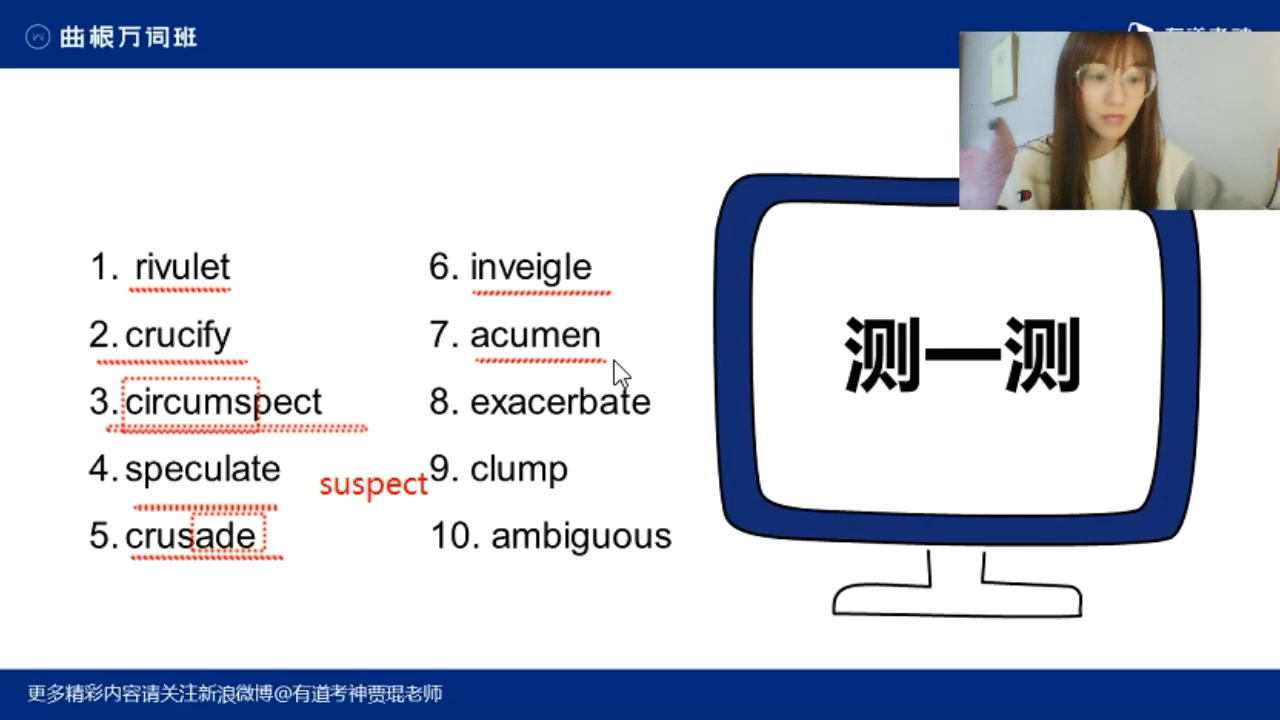 曲根万词班
1. rivulet
2. crucify
3. circumspect
4. speculate
suspect
5. crusade
6. inveigle
7. acumen
8. exacerbate
9. clump
10. ambiguous
测一测
更多精彩内容请关注新浪微博@有道考神贾琨老师